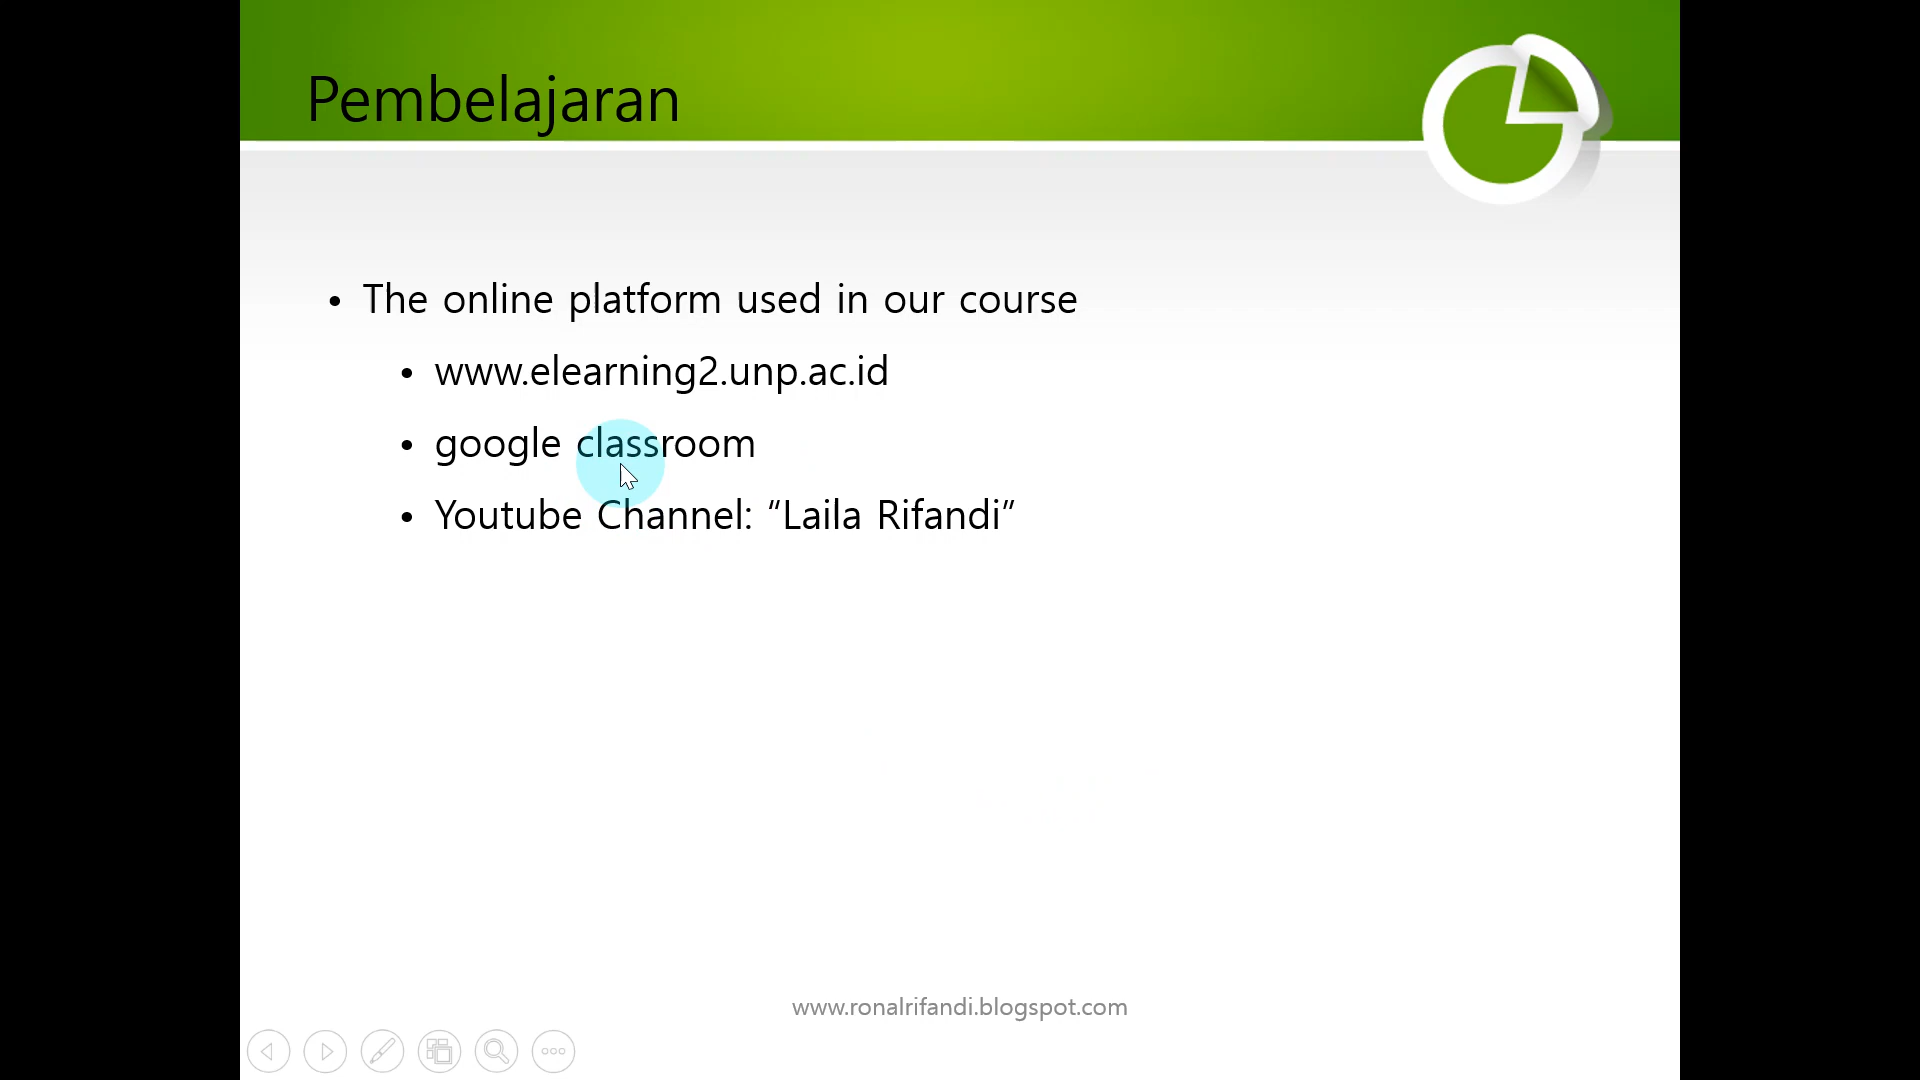 Pembelajaran
• The online platform used in our course
• www.elearning2.unp.ac.id
• google classroom
• Youtube Channel: “Laila Rifandi”
www.ronalrifandi.blogspot.com